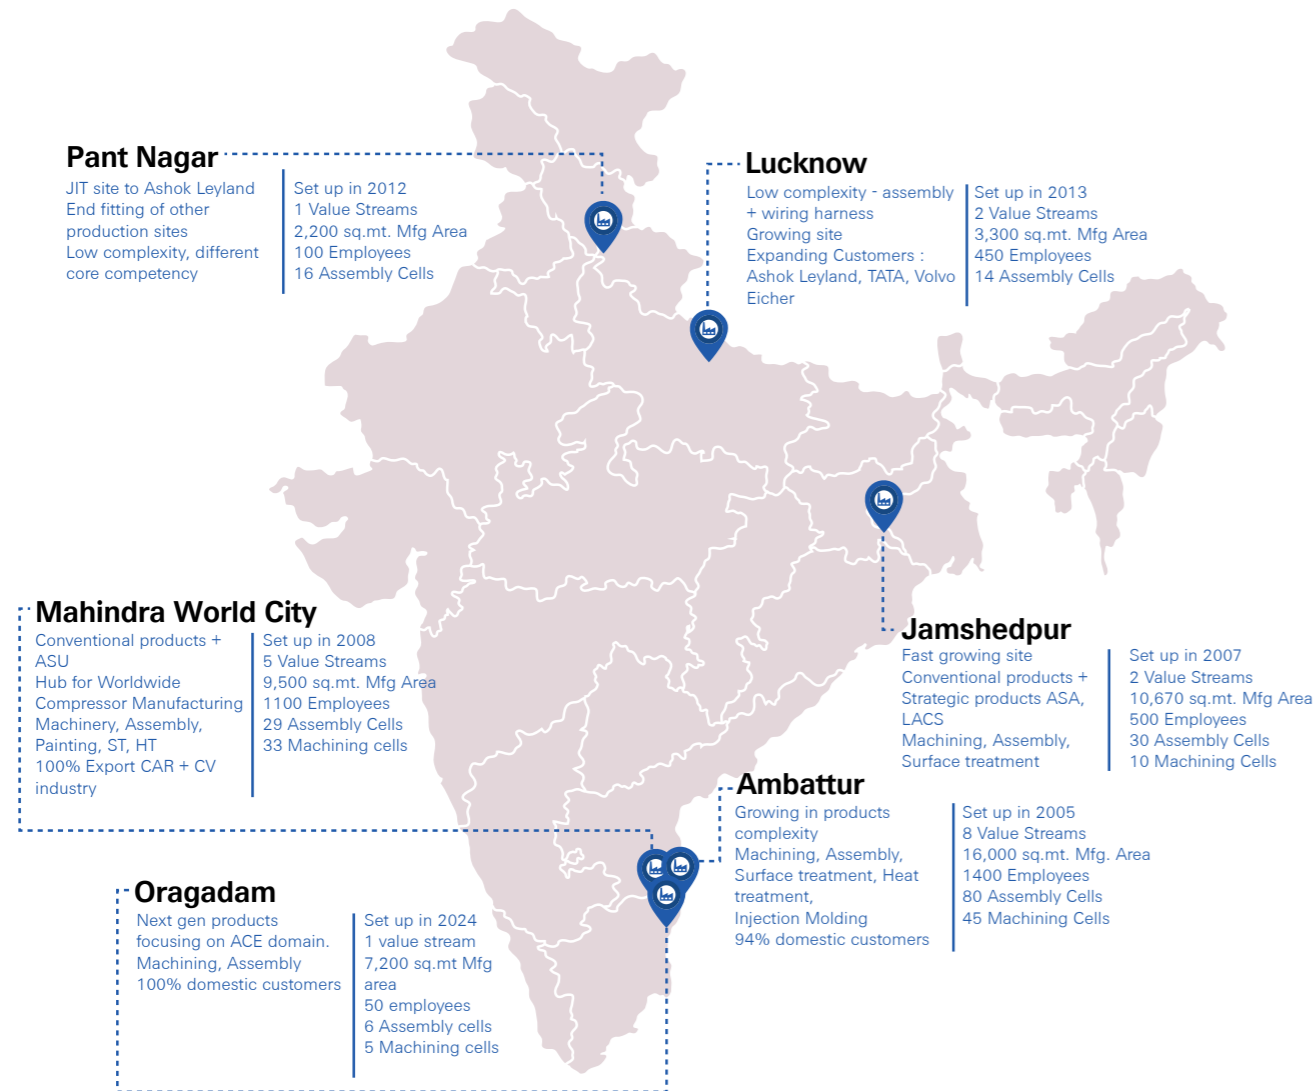 Pant Nagar
JIT site to Ashok Leyland
End fitting of other
production sites
Low complexity, different
core competency
Set up in 2012
1 Value Streams
2,200 sq.mt. Mfg Area
100 Employees
16 Assembly Cells
Lucknow
Low complexity - assembly
+ wiring harness
Growing site
Expanding Customers :
Ashok Leyland, TATA, Volvo
Eicher
Set up in 2013
2 Value Streams
3,300 sq.mt. Mfg Area
450 Employees
14 Assembly Cells
Mahindra World City
Conventional products +
ASU
Hub for Worldwide
Compressor Manufacturing
Machinery, Assembly,
Painting, ST, HT
100% Export CAR + CV
industry
Set up in 2008
5 Value Streams
9,500 sq.mt. Mfg Area
1100 Employees
29 Assembly Cells
33 Machining cells
Jamshedpur
Fast growing site
Conventional products +
Strategic products ASA,
LACS
Machining, Assembly,
Surface treatment
Set up in 2007
2 Value Streams
10,670 sq.mt. Mfg Area
500 Employees
30 Assembly Cells
10 Machining Cells
Ambattur
Growing in products
complexity
Machining, Assembly,
Surface treatment, Heat
treatment,
Injection Molding
94% domestic customers
Set up in 2005
8 Value Streams
16,000 sq.mt. Mfg. Area
1400 Employees
80 Assembly Cells
45 Machining Cells
Oragadam
Next gen products
focusing on ACE domain.
Machining, Assembly
100% domestic customers
Set up in 2024
1 value stream
7,200 sq.mt Mfg
area
50 employees
6 Assembly cells
5 Machining cells